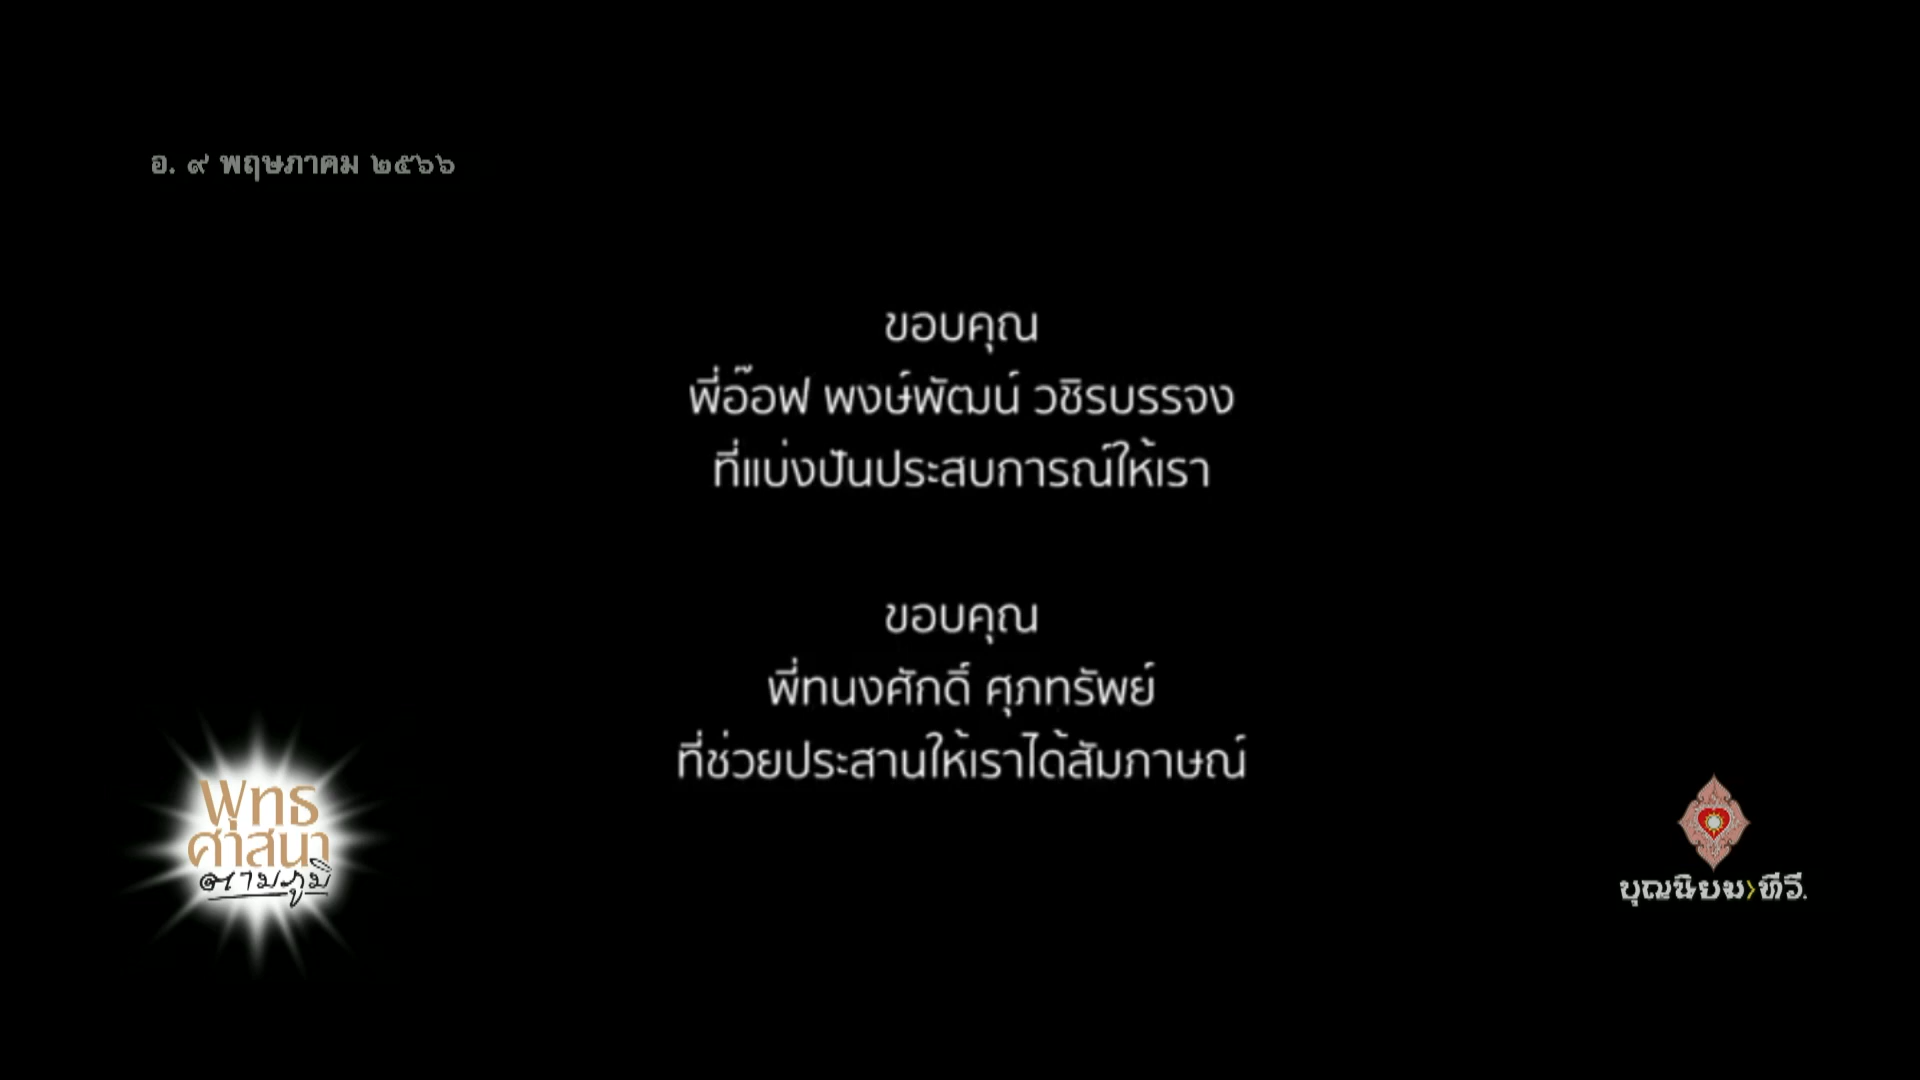 อ. ๙ พฤษภาคม ๒๕๖๖
ขอบคุณ
พี่อ๊อฟ พงษ์พัฒน์ วชิรบรรจง
ที่แบ่งปันประสบการณ์ให้เรา
ขอบคุณ
พี่ทนงศักดิ์ ศุภทรัพย์
ที่ช่วยประสานให้เราได้สัมภาษณ์
พุทธ
ศาสนา
ตามภูมิ
บุญนิยม>ทีวี.